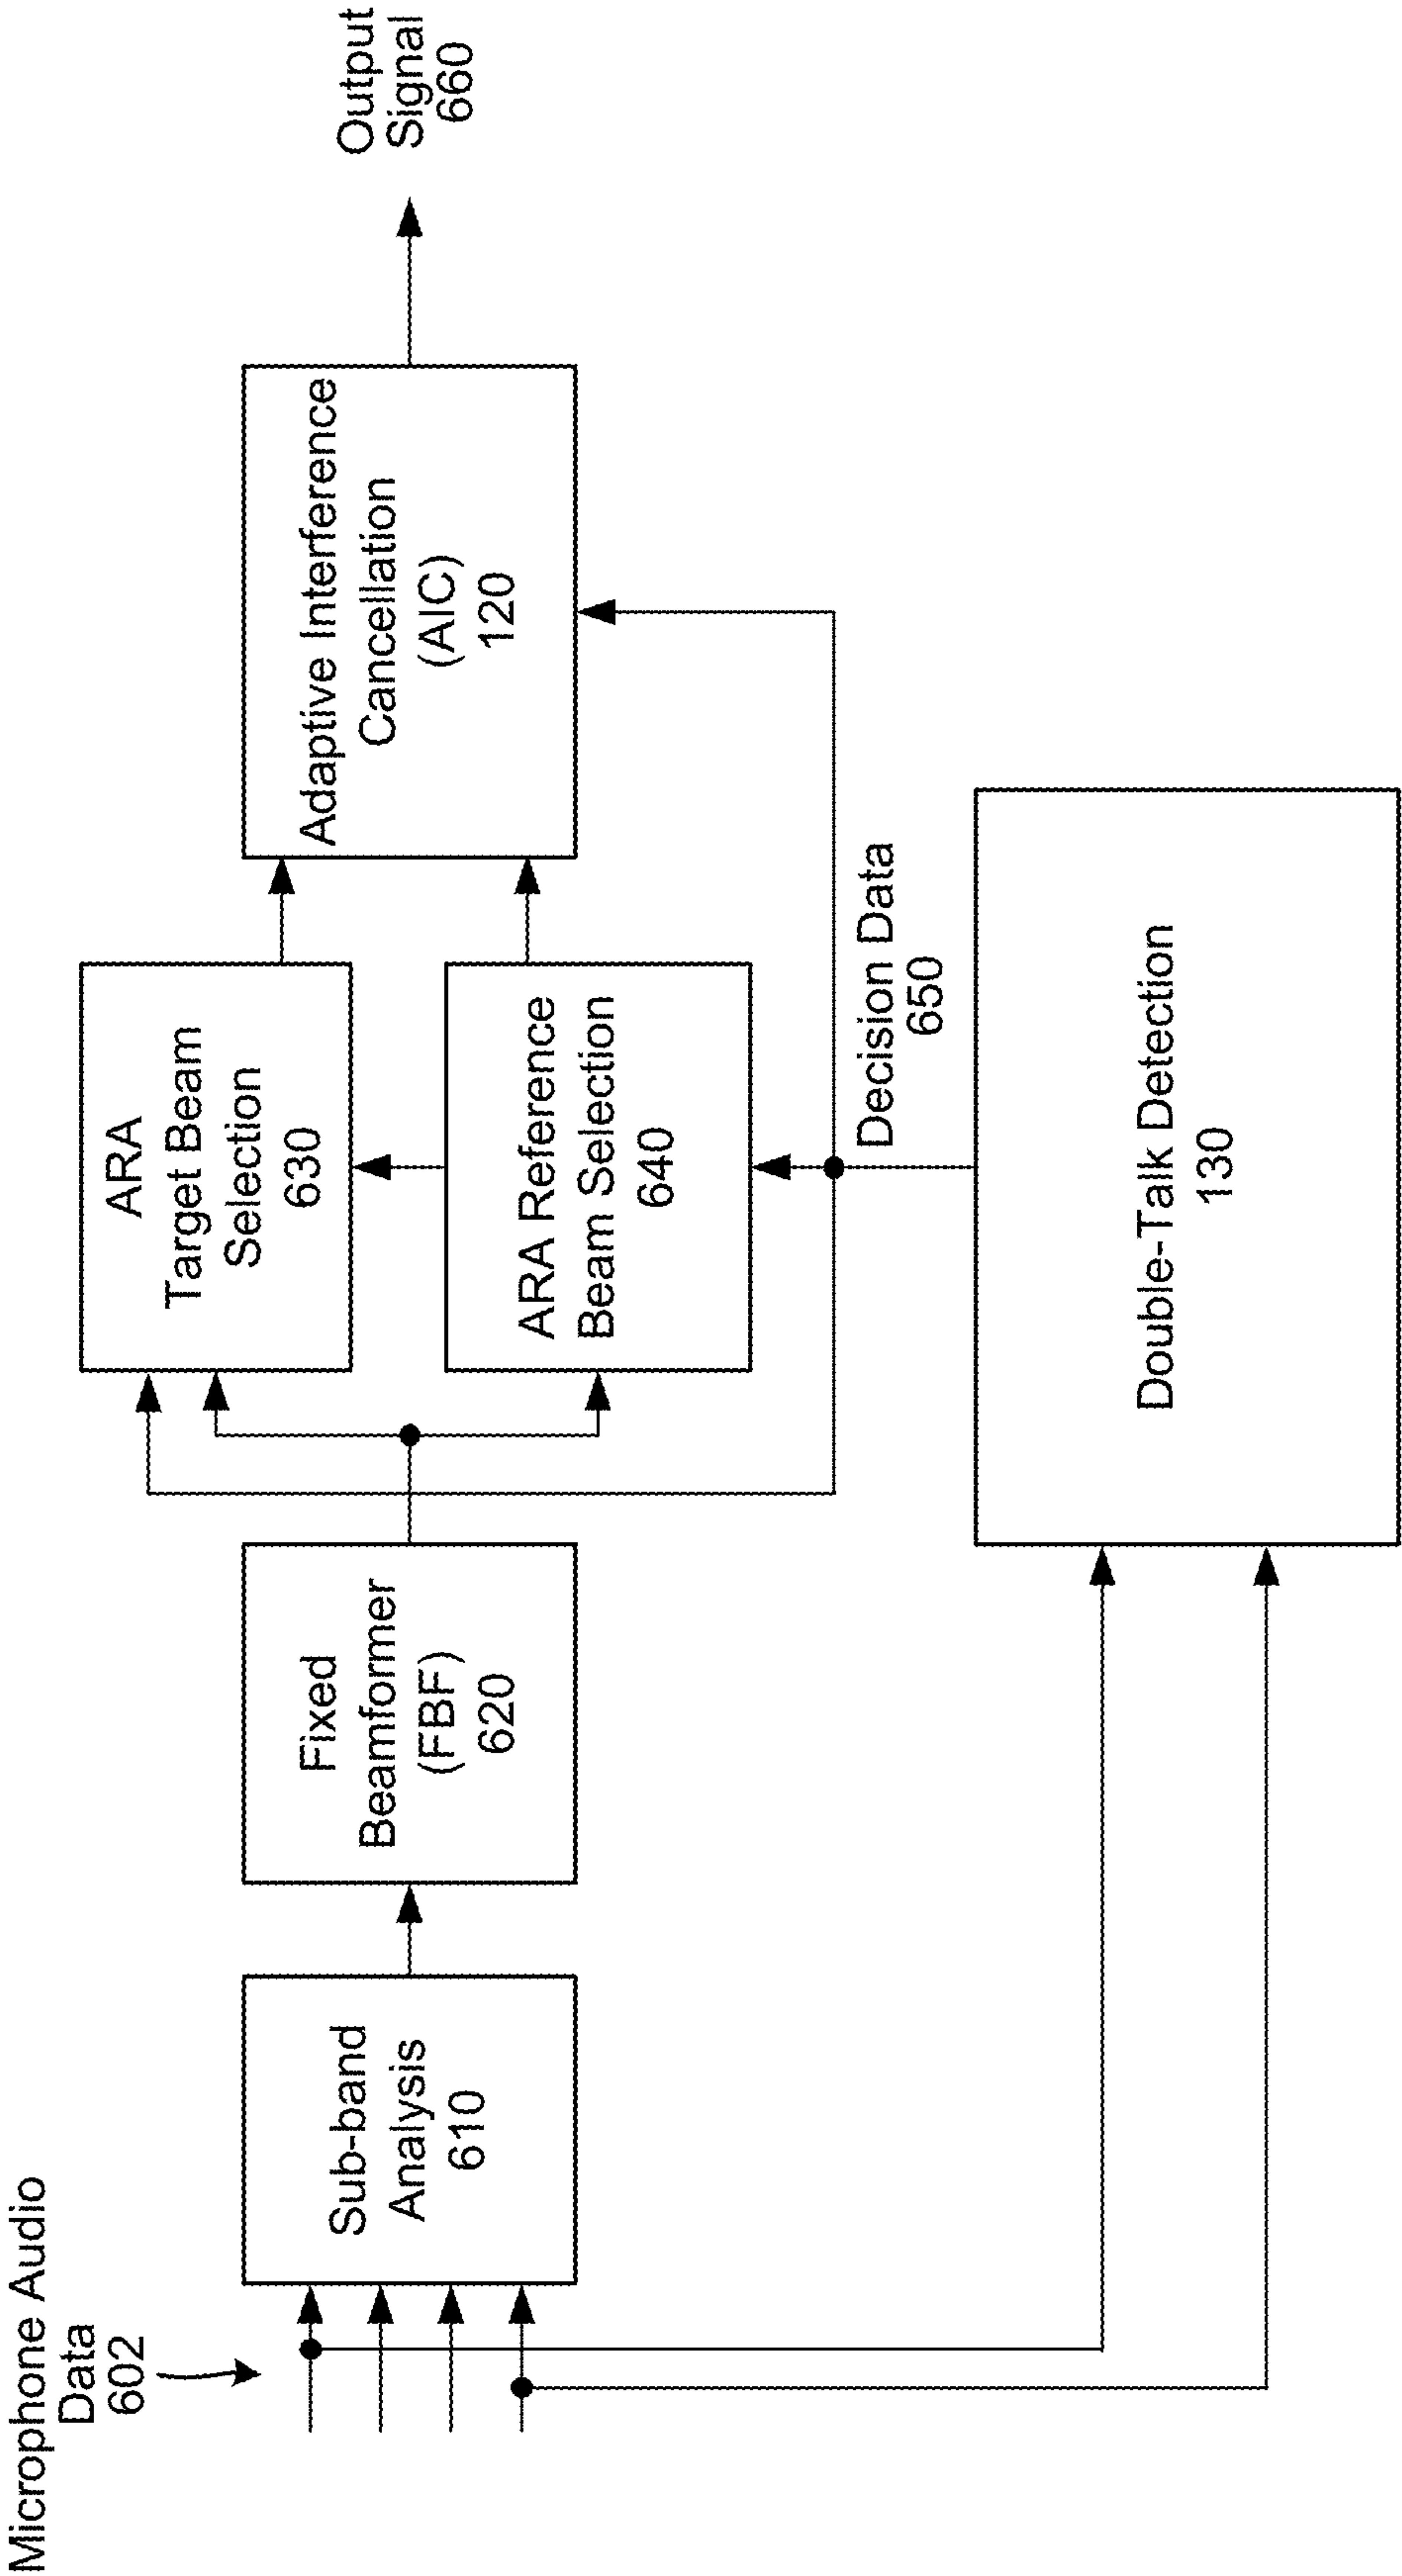 Microphone Audio
Data
602
Sub-band
Analysis
610
Fixed
Beamformer
(FBF)
620
ARA
Target Beam
Selection
630
ARA Reference
Beam Selection
640
Adaptive Interference
Cancellation
(AIC)
120
Output
Signal
660
Decision Data
650
Double-Talk Detection
130